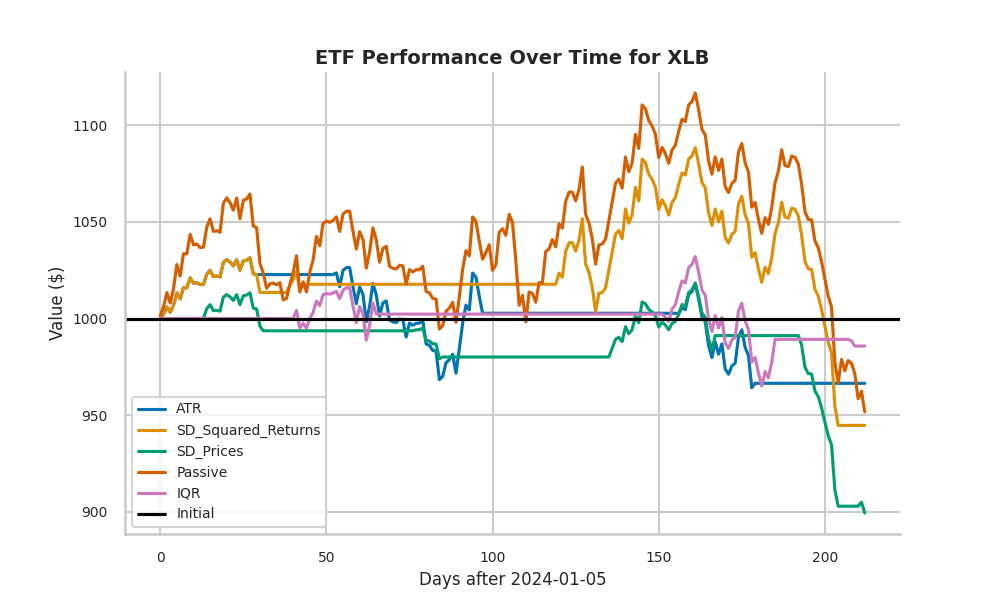 ETF Performance Over Time for XLB
Value ($)
1100
1050
1000
950
900
ATR
SD_Squared_Returns
SD_Prices
Passive
IQR
Initial
0 50 100 150 200
Days after 2024-01-05